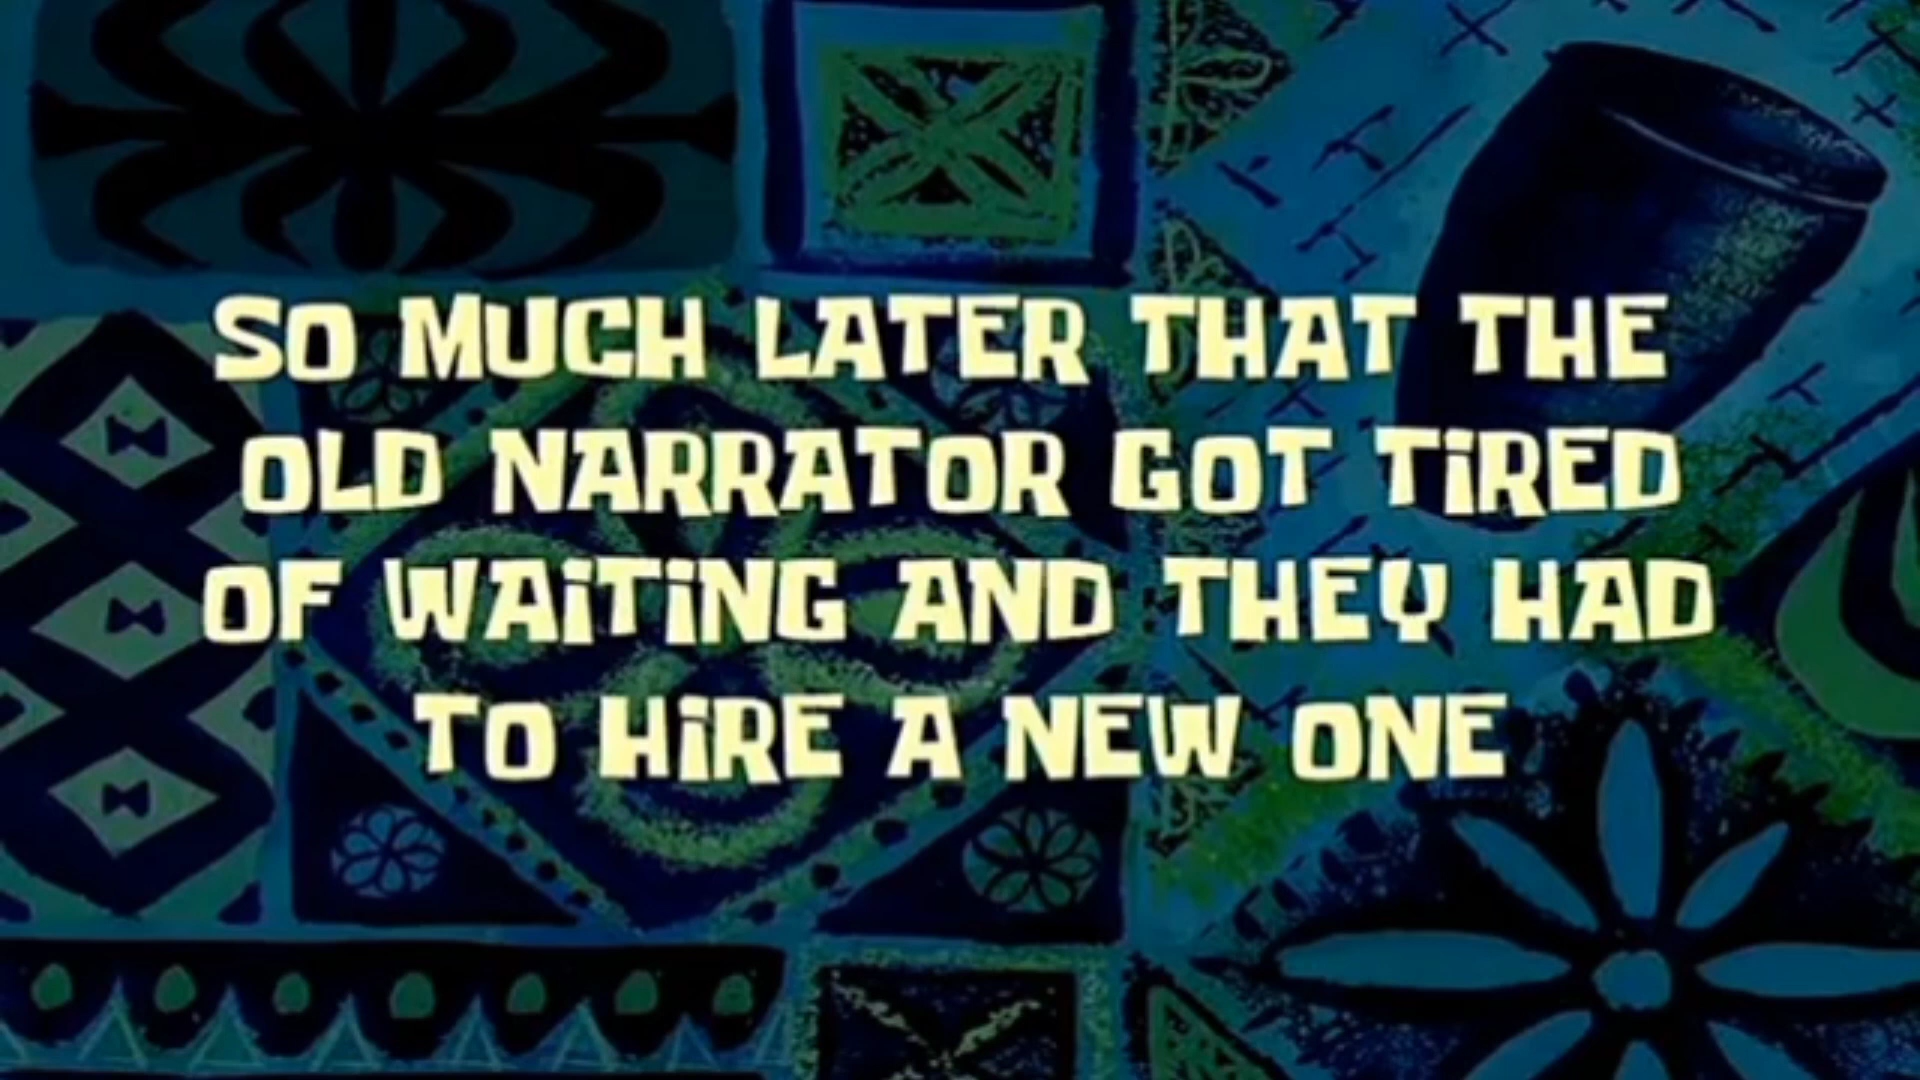 SO MUCH LATER THAT THE
OLD NARRATOR GOT TiRED
OF WAiTiNG AND THEY HAD
TO HiRE A NEW ONE